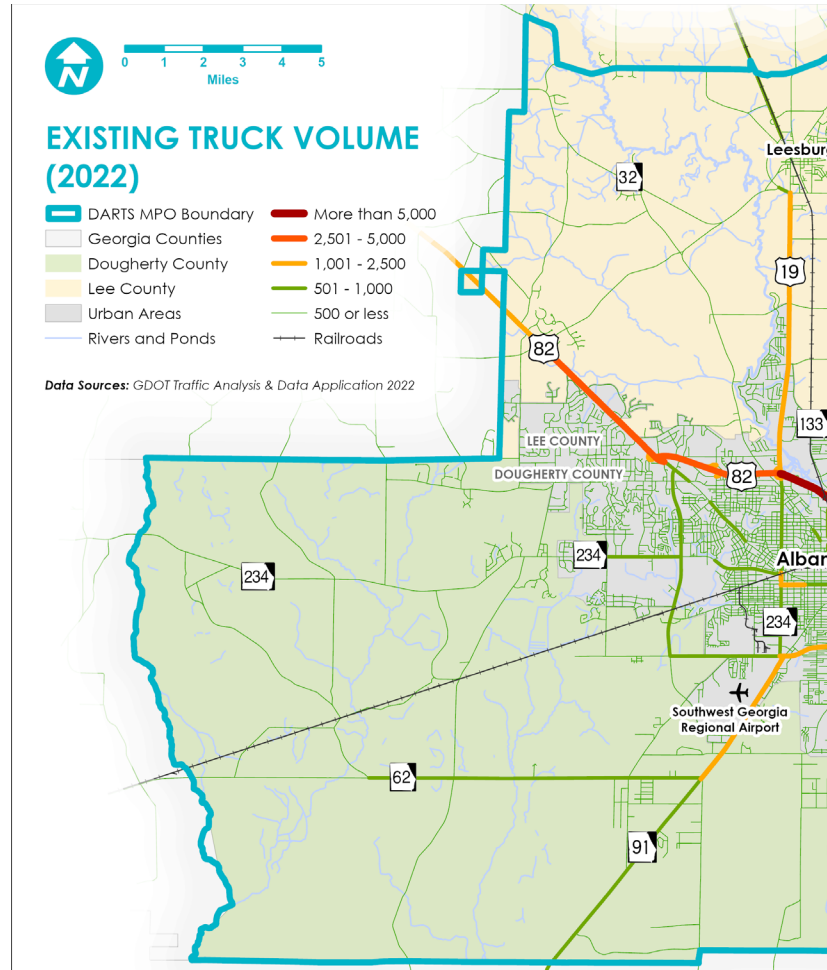 N
0 1 2 3 4 5
Miles
EXISTING TRUCK VOLUME
(2022)
DARTS MPO Boundary
Georgia Counties
Dougherty County
Lee County
Urban Areas
Rivers and Ponds
More than 5,000
2,501 - 5,000
1,001 - 2,500
501 - 1,000
500 or less
Railroads
Data Sources: GDOT Traffic Analysis & Data Application 2022
Leesbur
32
19
82
133
LEE COUNTY
DOUGHERTY COUNTY
82
234
234
Albar
234
Southwest Georgia
Regional Airport
62
91